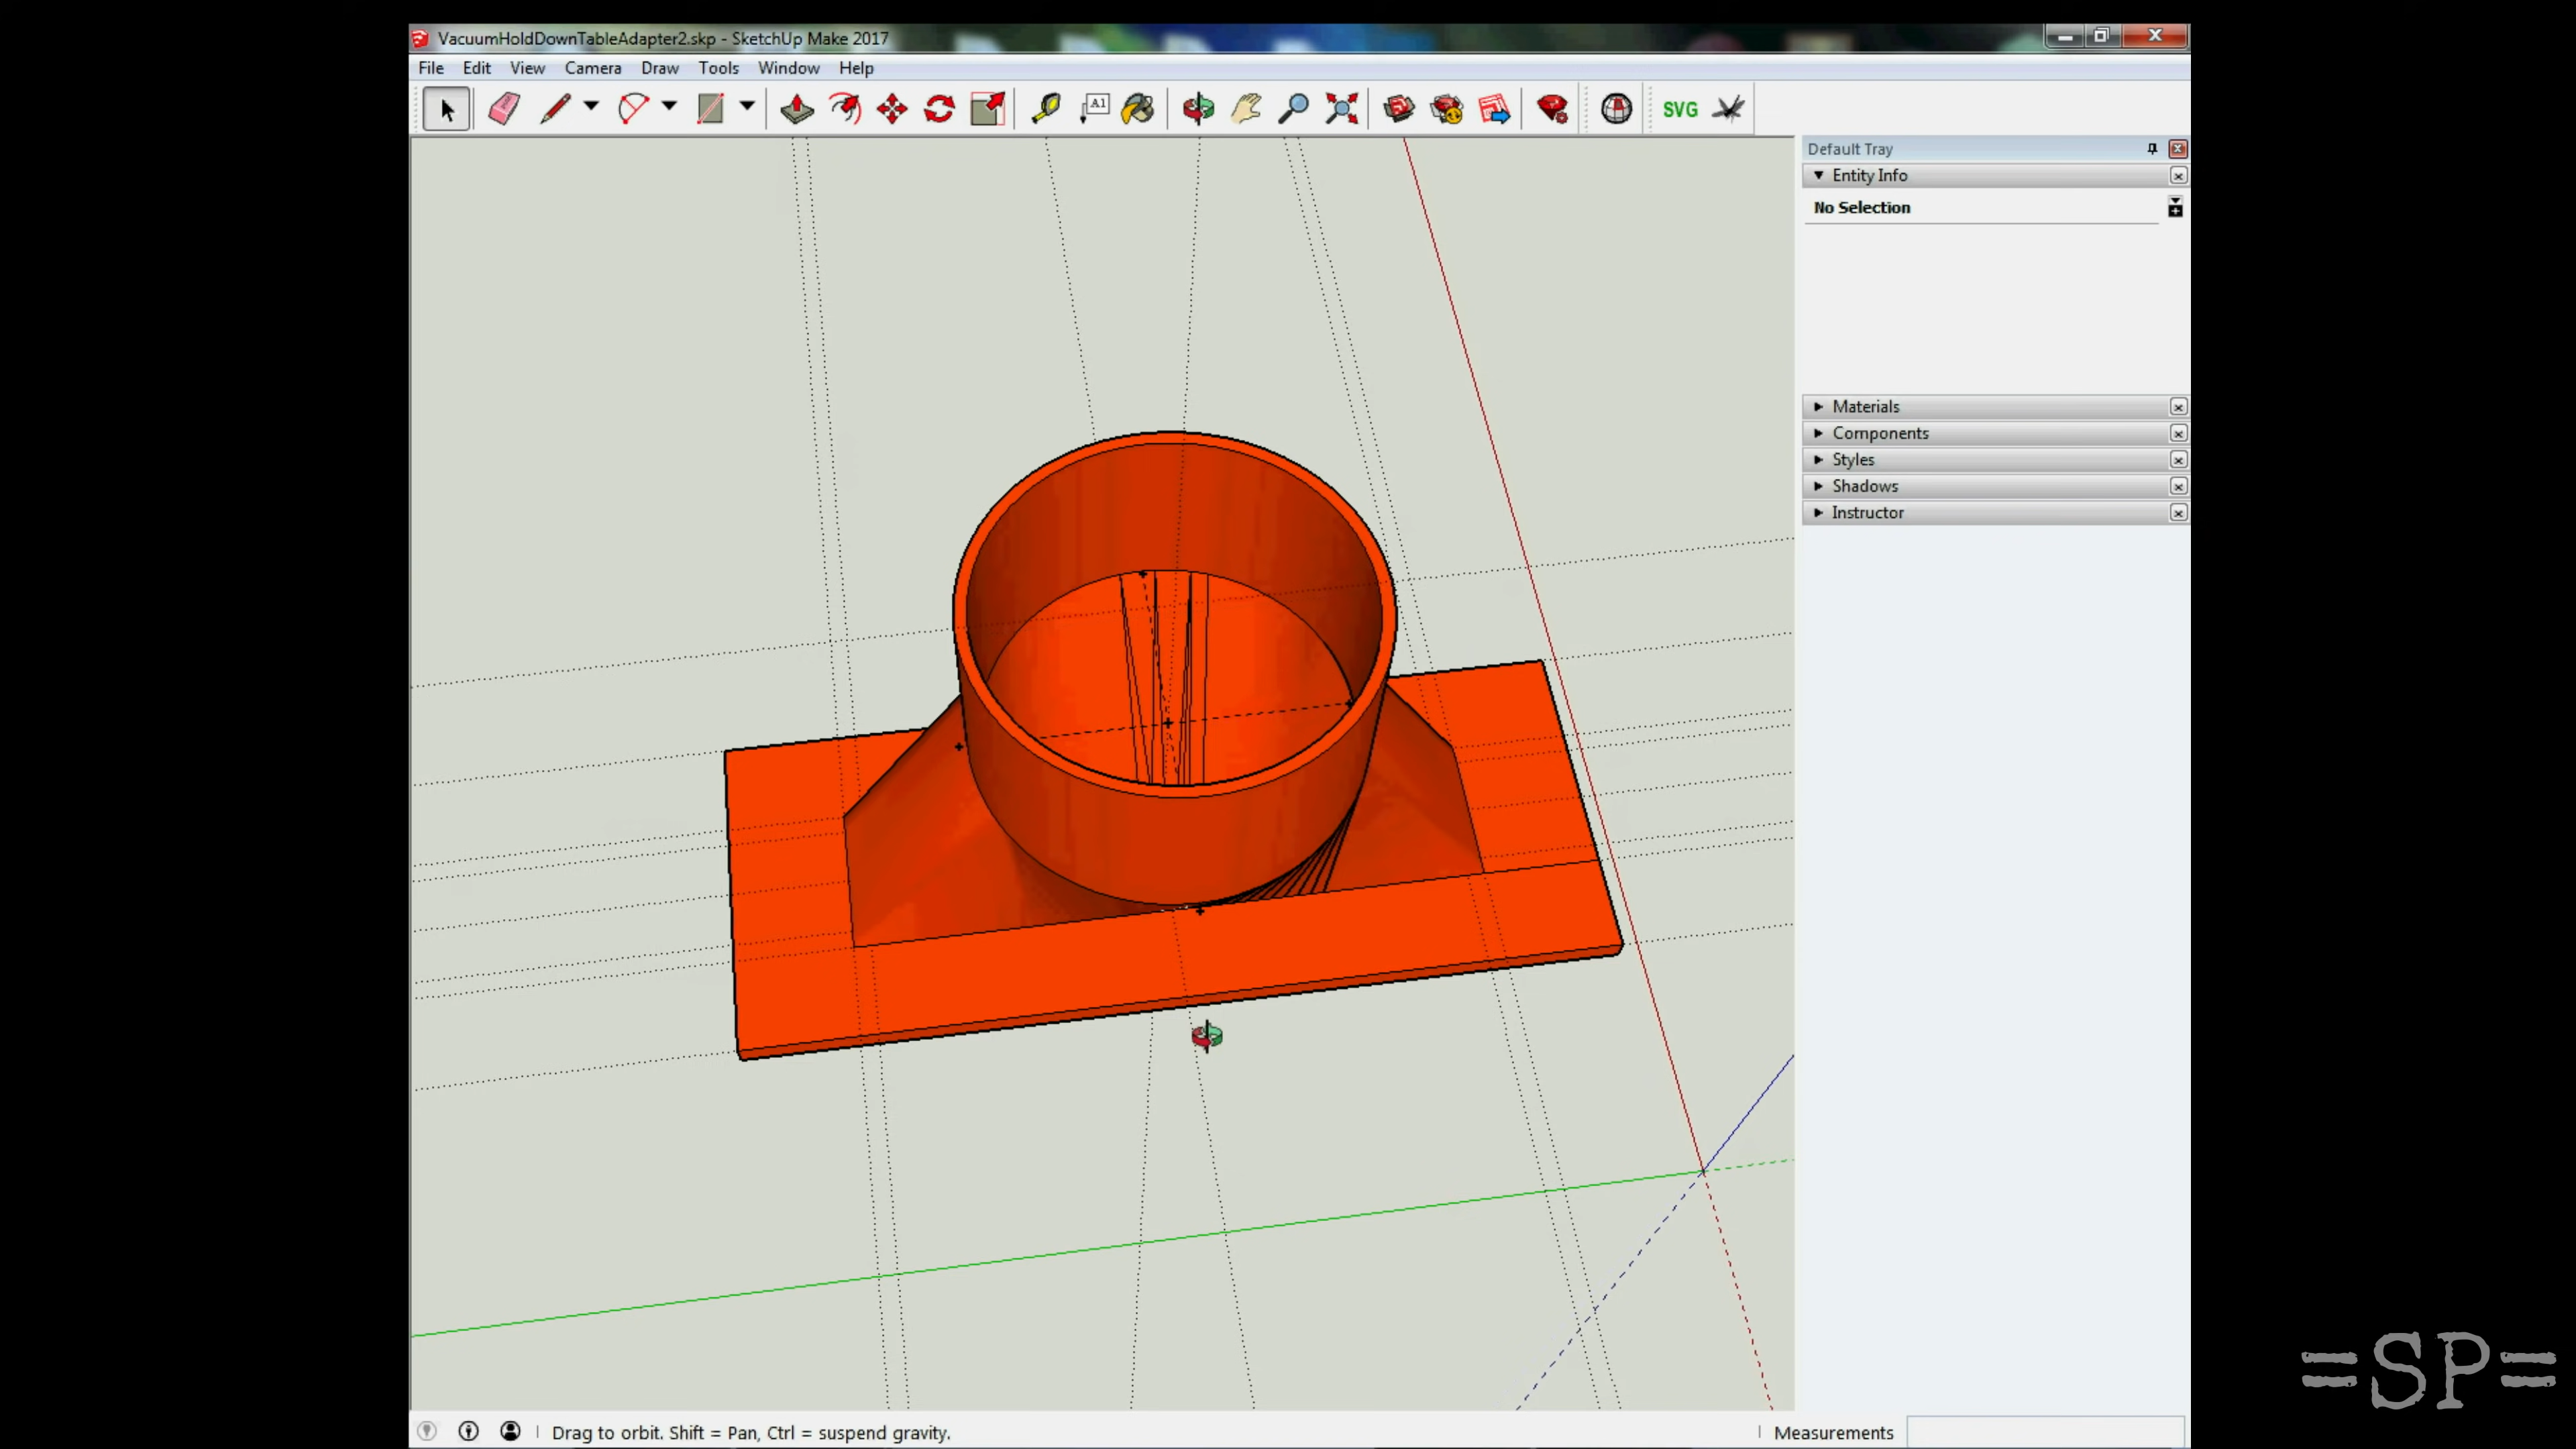 VacuumHoldDownTableAdapter2.skp - SketchUp Make 2017
File Edit View Camera Draw Tools Window Help
A1
SVG
Default Tray
Entity Info
No Selection
Materials
Components
Styles
Shadows
Instructor
Drag to orbit. Shift = Pan, Ctrl = suspend gravity.
Measurements
=SP=